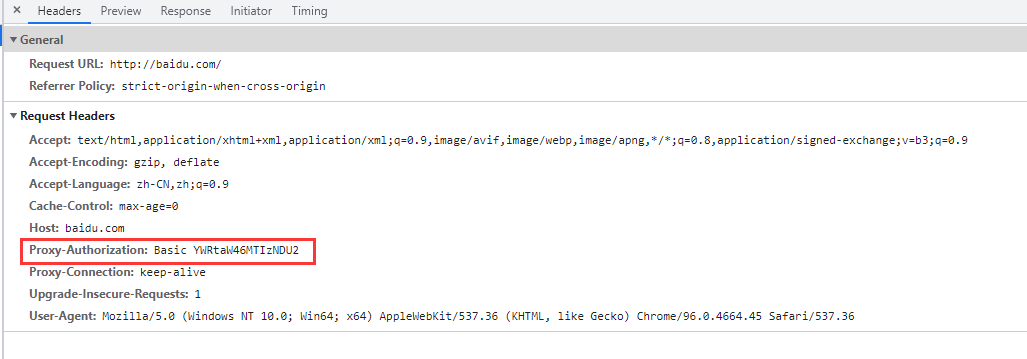 Headers Preview Response Initiator Timing
General
Request URL: http://baidu.com/
Referrer Policy: strict-origin-when-cross-origin
Request Headers
Accept: text/html,application/xhtml+xml,application/xml;q=0.9,image/avif,image/webp,image/apng,*/*;q=0.8,application/signed-exchange;v=b3;q=0.9
Accept-Encoding: gzip, deflate
Accept-Language: zh-CN,zh;q=0.9
Cache-Control: max-age=0
Host: baidu.com
Proxy-Authorization: Basic YWRtaW46MTIzNDU2
Proxy-Connection: keep-alive
Upgrade-Insecure-Requests: 1
User-Agent: Mozilla/5.0 (Windows NT 10.0; Win64; x64) AppleWebKit/537.36 (KHTML, like Gecko) Chrome/96.0.4664.45 Safari/537.36